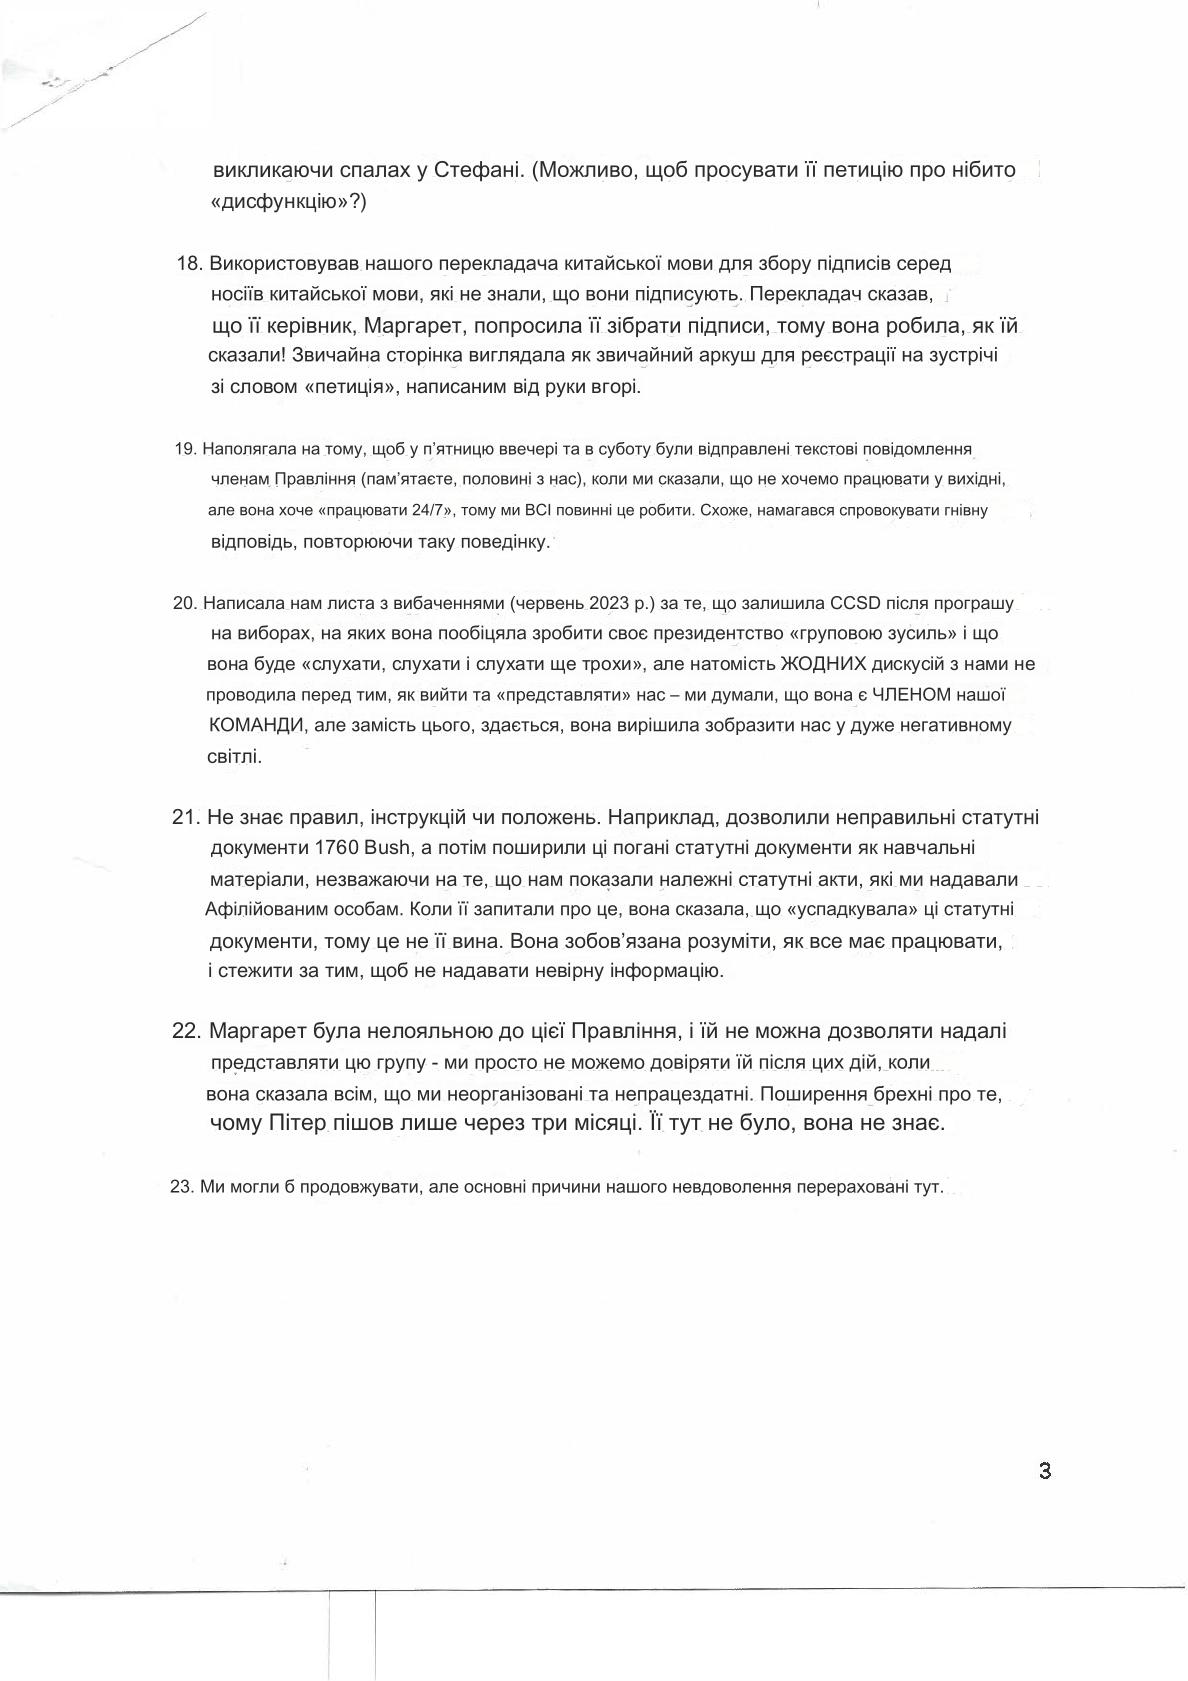 викликаючи спалах у Стефані. (Можливо, щоб просувати її петицію про нібито
«дисфункцію»?)
18. Використовував нашого перекладача китайської мови для збору підписів серед
носіїв китайської мови, які не знали, що вони підписують. Перекладач сказав,
що її керівник, Маргарет, попросила її зібрати підписи, тому вона робила, як їй
сказали! Звичайна сторінка виглядала як звичайний аркуш для реєстрації на зустрічі
зі словом «петиція», написаним від руки вгорі.
19. Наполягала на тому, щоб у п’ятницю ввечері та в суботу були відправлені текстові повідомлення
членам Правління (пам’ятаєте, половині з нас), коли ми сказали, що не хочемо працювати у вихідні,
але вона хоче «працювати 24/7», тому ми ВСІ повинні це робити. Схоже, намагався спровокувати гнівну
відповідь, повторюючи таку поведінку.
20. Написала нам листа з вибаченнями (червень 2023 р.) за те, що залишила CCSD після програшу
на виборах, на яких вона пообіцяла зробити своє президентство «груповою зусиль» і що
вона буде «слухати, слухати і слухати ще трохи», але натомість ЖОДНИХ дискусій з нами не
проводила перед тим, як вийти та «представляти» нас – ми думали, що вона є ЧЛЕНОМ нашої
КОМАНДИ, але замість цього, здається, вона вирішила зобразити нас у дуже негативному
світлі.
21. Не знає правил, інструкцій чи положень. Наприклад, дозволили неправильні статутні
документи 1760 Bush, а потім поширили ці погані статутні документи як навчальні
матеріали, незважаючи на те, що нам показали належні статутні акти, які ми надавали
Афілійованим особам. Коли її запитали про це, вона сказала, що «успадкувала» ці статутні
документи, тому це не її вина. Вона зобов’язана розуміти, як все має працювати,
і стежити за тим, щоб не надавати невірну інформацію.
22. Маргарет була нелояльною до цієї Правління, і їй не можна дозволяти надалі
представляти цю групу - ми просто не можемо довіряти їй після цих дій, коли
вона сказала всім, що ми неорганізовані та непрацездатні. Поширення брехні про те,
чому Пітер пішов лише через три місяці. Її тут не було, вона не знає.
23. Ми могли б продовжувати, але основні причини нашого невдоволення перераховані тут.
3